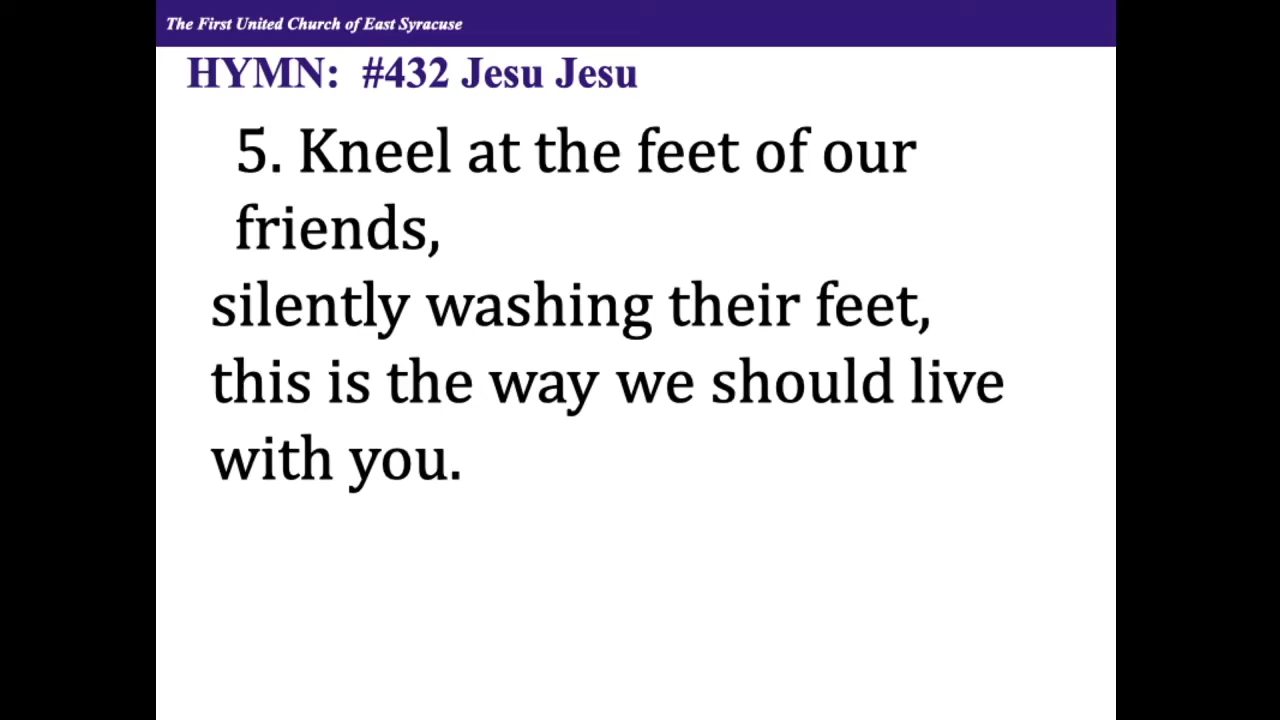 The First United Church of East Syracuse
HYMN: #432 Jesu Jesu
5. Kneel at the feet of our
friends,
silently washing their feet,
this is the way we should live
with you.